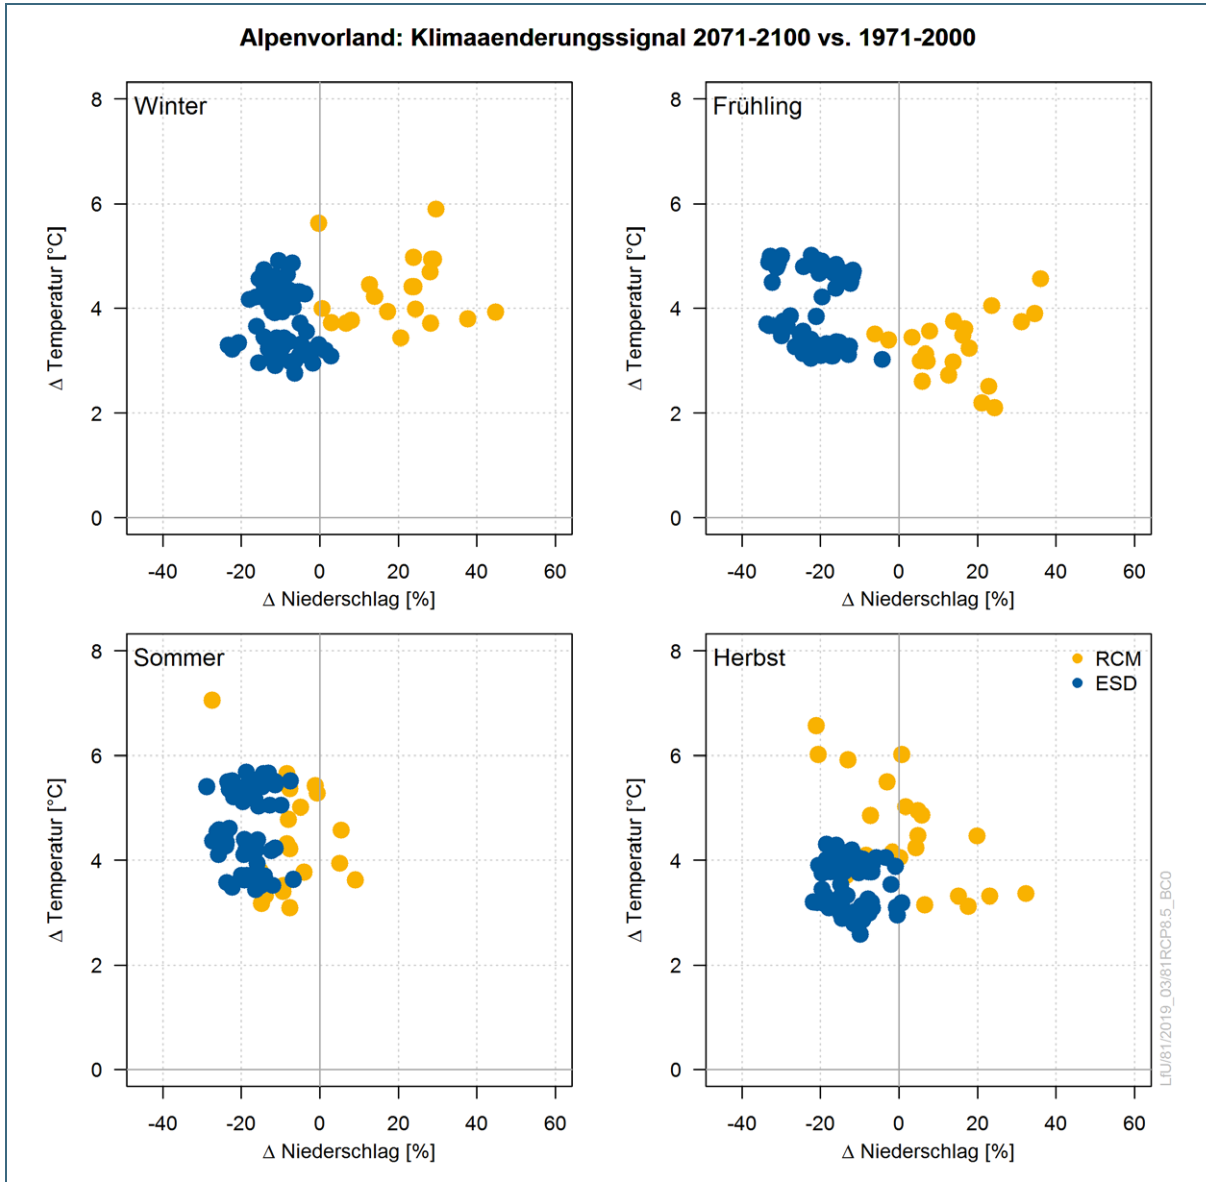 Alpenvorland: Klimaaenderungssignal 2071-2100 vs. 1971-2000
Winter
8
6
4
2
0
Δ Temperatur [°C]
-40 -20 0 20 40 60
Δ Niederschlag [%]
Frühling
8
6
4
2
0
Δ Temperatur [°C]
-40 -20 0 20 40 60
Δ Niederschlag [%]
Sommer
8
6
4
2
0
Δ Temperatur [°C]
-40 -20 0 20 40 60
Δ Niederschlag [%]
Herbst
RCM
ESD
8
6
4
2
0
Δ Temperatur [°C]
-40 -20 0 20 40 60
Δ Niederschlag [%]
LfU/81/2019_03/81RCP8.5_BC0